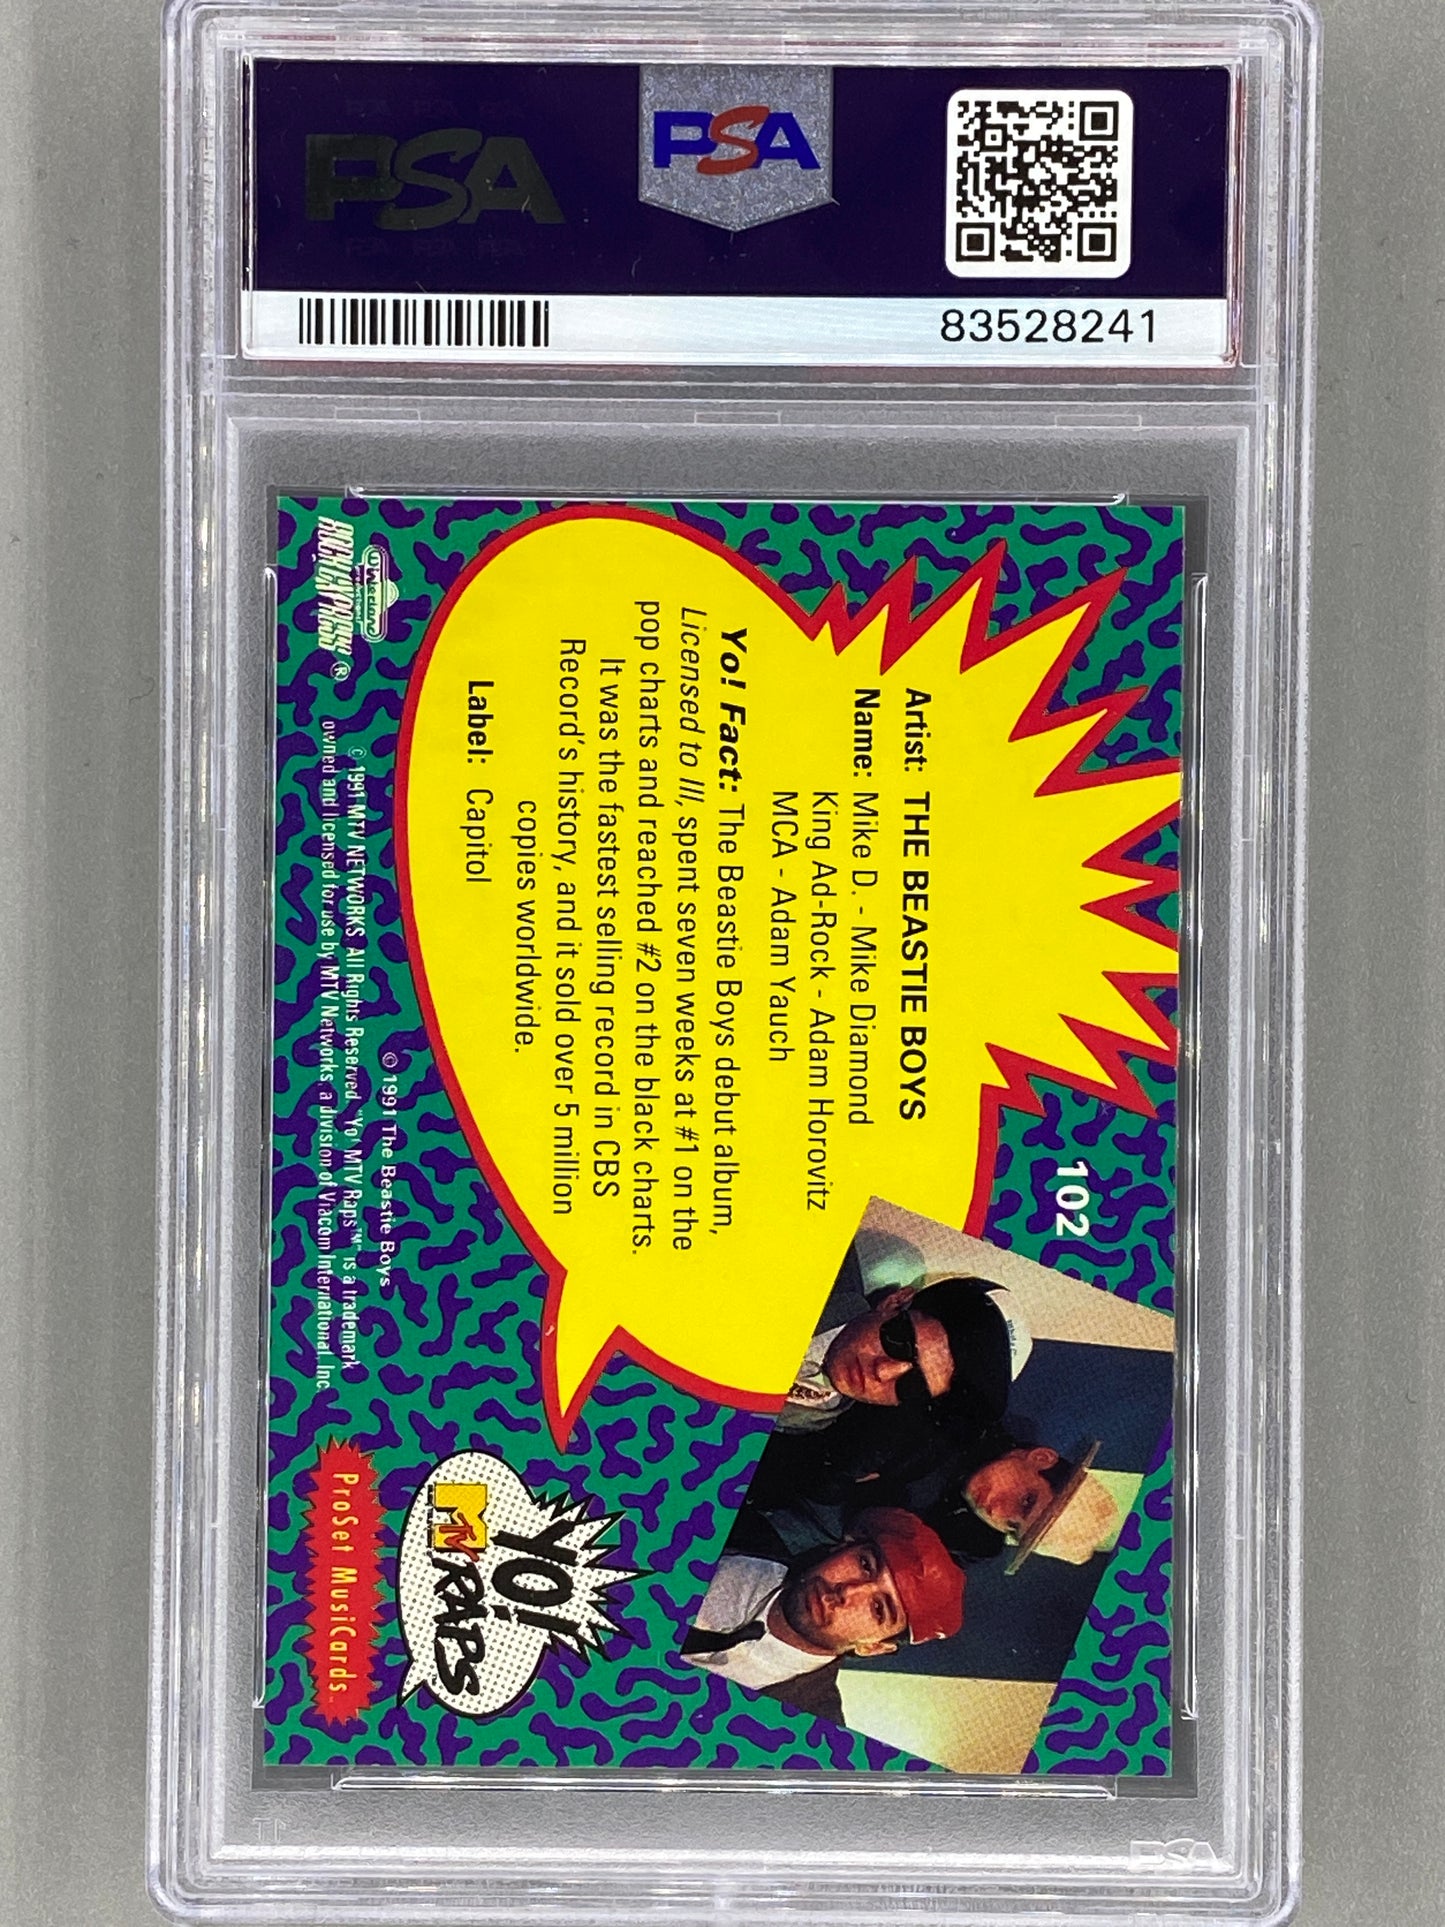 PSA
PSA
83528241
102
Artist: THE BEASTIE BOYS
Name: Mike D. - Mike Diamond
King Ad-Rock - Adam Horovitz
MCA - Adam Yauch
Yo! Fact: The Beastie Boys debut album,
Licensed to Ill, spent seven weeks at #1 on the
pop charts and reached #2 on the black charts.
It was the fastest selling record in CBS
Record's history, and it sold over 5 million
copies worldwide.
Label: Capitol
YO!
MTV RAPS
ProSet MusiCards
© 1991 The Beastie Boys
ROCK EXPRESS ®
© 1991 MTV NETWORKS. All Rights Reserved. "Yo! MTV Raps™" is a trademark
owned and licensed for use by MTV Networks, a division of Viacom International, Inc.
PSA